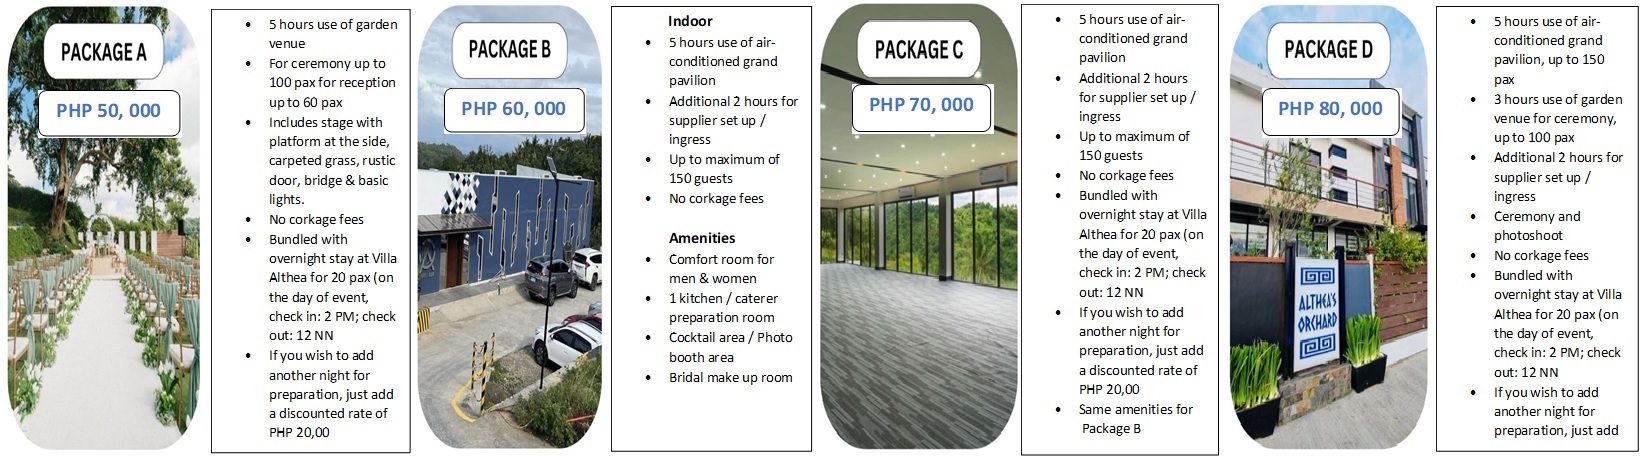 PACKAGE A
PHP 50, 000
• 5 hours use of garden
venue
• For ceremony up to
100 pax for reception
up to 60 pax
• Includes stage with
platform at the side,
carpeted grass, rustic
door, bridge & basic
lights.
• No corkage fees
• Bundled with
overnight stay at Villa
Althea for 20 pax (on
the day of event,
check in: 2 PM; check
out: 12 NN
• If you wish to add
another night for
preparation, just add
a discounted rate of
PHP 20,00
PACKAGE B
PHP 60, 000
Indoor
• 5 hours use of air-
conditioned grand
pavilion
• Additional 2 hours for
supplier set up /
ingress
• Up to maximum of
150 guests
• No corkage fees
Amenities
• Comfort room for
men & women
• 1 kitchen / caterer
preparation room
• Cocktail area / Photo
booth area
• Bridal make up room
PACKAGE C
PHP 70, 000
• 5 hours use of air-
conditioned grand
pavilion
• Additional 2 hours
for supplier set up /
ingress
• Up to maximum of
150 guests
• No corkage fees
• Bundled with
overnight stay at Villa
Althea for 20 pax (on
the day of event,
check in: 2 PM; check
out: 12 NN
• If you wish to add
another night for
preparation, just add
a discounted rate of
PHP 20,00
• Same amenities for
Package B
PACKAGE D
PHP 80, 000
ALTHEA'S
ORCHARD
• 5 hours use of air-
conditioned grand
pavilion, up to 150
pax
• 3 hours use of garden
venue for ceremony,
up to 100 pax
• Additional 2 hours for
supplier set up /
ingress
• Ceremony and
photoshoot
• No corkage fees
• Bundled with
overnight stay at Villa
Althea for 20 pax (on
the day of event,
check in: 2 PM; check
out: 12 NN
• If you wish to add
another night for
preparation, just add